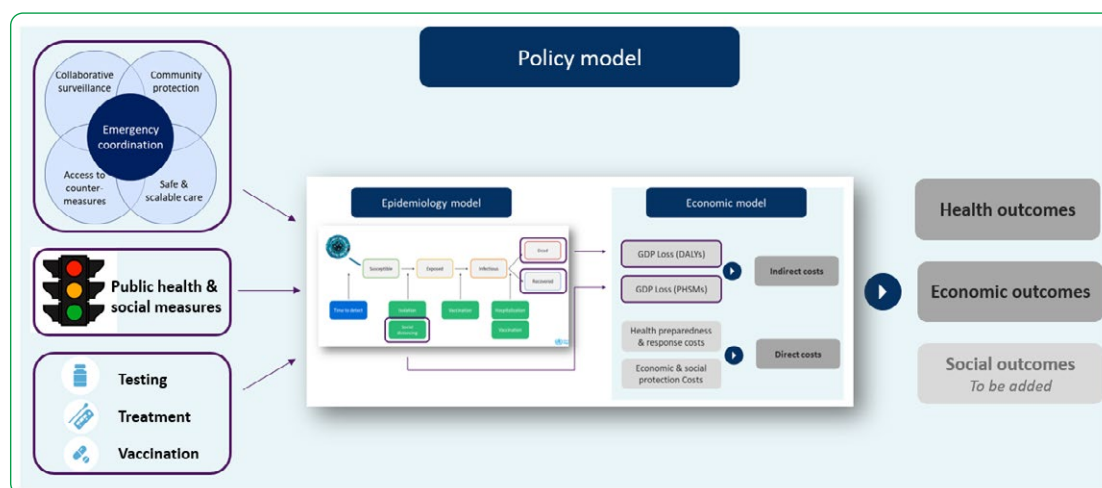 Policy model
Collaborative
surveillance
Community
protection
Emergency
coordination
Access to
counter-
measures
Safe &
scalable care
Public health &
social measures
Testing
Treatment
Vaccination
Epidemiology model
Susceptible
Exposed
Infectious
Dead
Recovered
Time to detect
Isolation
Social
distancing
Vaccination
Hospitalization
Vaccination
Economic model
GDP Loss (DALYs)
GDP Loss (PHSMs)
Indirect costs
Health preparedness
& response costs
Economic & social
protection Costs
Direct costs
Health outcomes
Economic outcomes
Social outcomes
To be added